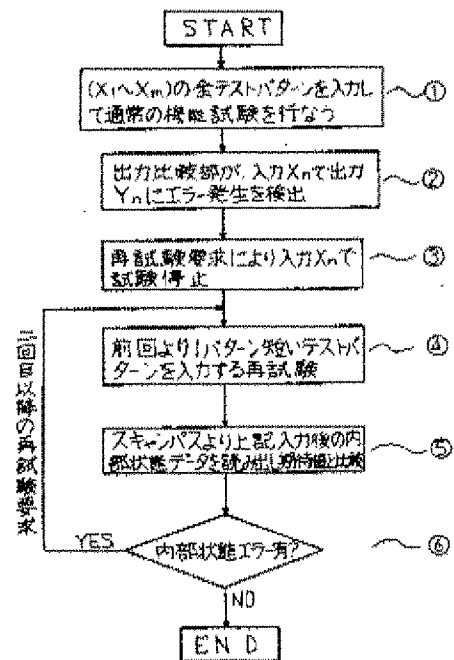 START
(X₁〜Xm)の全テストパターンを入力し
て通常の機能試験を行なう
①
出力比較部が、入力Xnで出力
Ynにエラー発生を検出
②
再試験要求により入力Xnで
試験停止
③
前回より1パターン短いテストパ
ターンを入力する再試験
④
二回目以降の再試験要求
スキャンパスより上記入力後の内
部状態データを読み出し期待値と比較
⑤
YES
内部状態エラー有?
⑥
NO
END